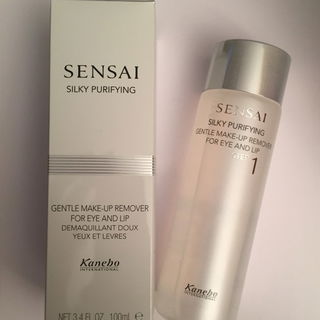 SENSAI
SILKY PURIFYING
GENTLE MAKE-UP REMOVER
FOR EYE AND LIP
DEMAQUILLANT DOUX
YEUX ET LEVRES
Kanebo
INTERNATIONAL
NET 3.4 FL.OZ. 100mL e
SENSAI
SILKY PURIFYING
GENTLE MAKE-UP REMOVER
FOR EYE AND LIP
STEP 1
Kanebo
INTERNATIONAL